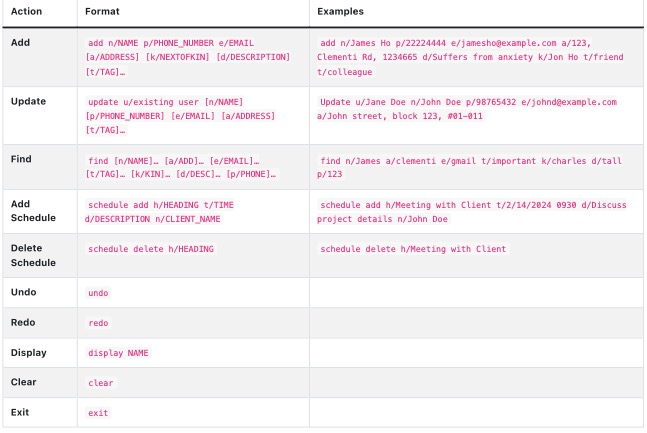 Action Format Examples
Add add n/NAME p/PHONE_NUMBER e/EMAIL add n/James Ho p/22224444 e/jamesho@example.com a/123,
[a/ADDRESS] [k/NEXTOFKIN] [d/DESCRIPTION] Clementi Rd, 1234665 d/Suffers from anxiety k/Jon Ho t/friend
[t/TAG]… t/colleague
Update update u/existing user [n/NAME] Update u/Jane Doe n/John Doe p/98765432 e/johnd@example.com
[p/PHONE_NUMBER] [e/EMAIL] [a/ADDRESS] a/John street, block 123, #01-011
[t/TAG]…
Find find [n/NAME]… [a/ADD]… [e/EMAIL]… find n/James a/clementi e/gmail t/important k/charles d/tall
[t/TAG]… [k/KIN]… [d/DESC]… [p/PHONE]… p/123
Add schedule add h/HEADING t/TIME schedule add h/Meeting with Client t/2/14/2024 0930 d/Discuss
Schedule d/DESCRIPTION n/CLIENT_NAME project details n/John Doe
Delete schedule delete h/HEADING schedule delete h/Meeting with Client
Schedule
Undo undo
Redo redo
Display display NAME
Clear clear
Exit exit